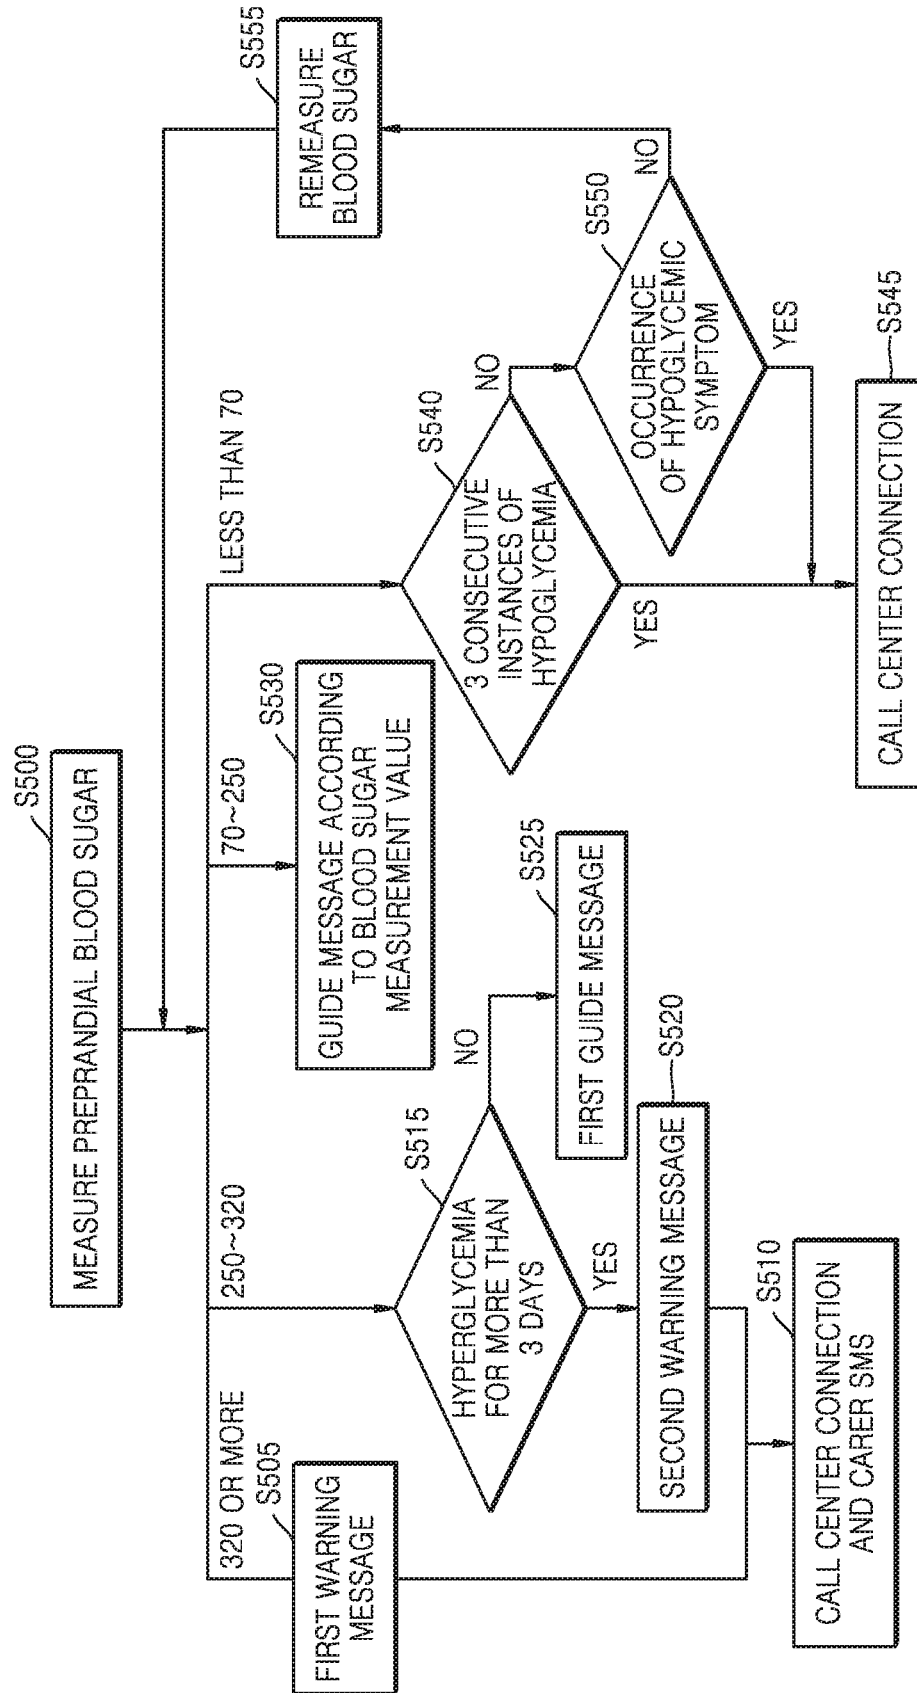 S500
MEASURE PREPRANDIAL BLOOD SUGAR
320 OR MORE
250~320
70~250
LESS THAN 70
S505
FIRST WARNING
MESSAGE
S515
HYPERGLYCEMIA
FOR MORE THAN
3 DAYS
NO
YES
S525
FIRST GUIDE MESSAGE
S520
SECOND WARNING MESSAGE
S510
CALL CENTER CONNECTION
AND CARER SMS
S530
GUIDE MESSAGE ACCORDING
TO BLOOD SUGAR
MEASUREMENT VALUE
S540
3 CONSECUTIVE
INSTANCES OF
HYPOGLYCEMIA
NO
YES
S550
OCCURRENCE
OF HYPOGLYCEMIC
SYMPTOM
NO
YES
S555
REMEASURE
BLOOD SUGAR
S545
CALL CENTER CONNECTION